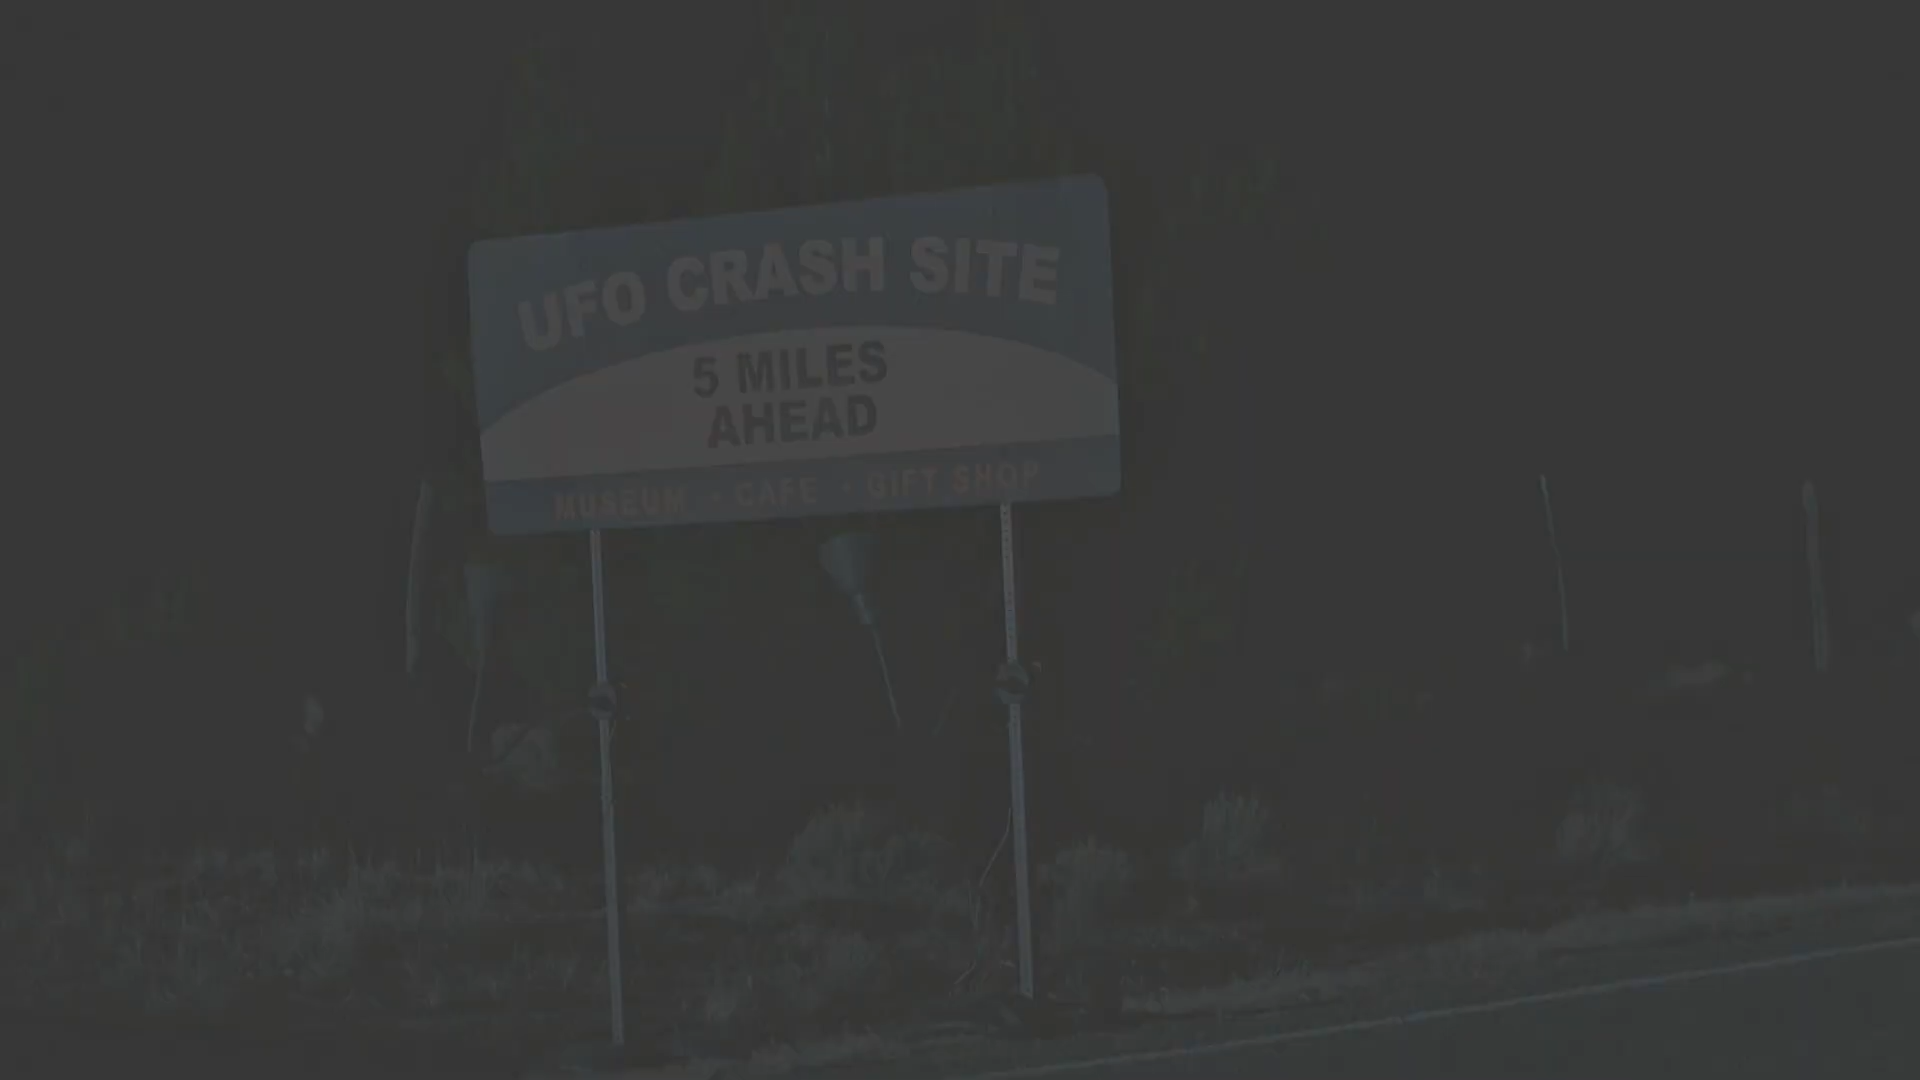 UFO CRASH SITE
5 MILES
AHEAD
MUSEUM • CAFE • GIFT SHOP